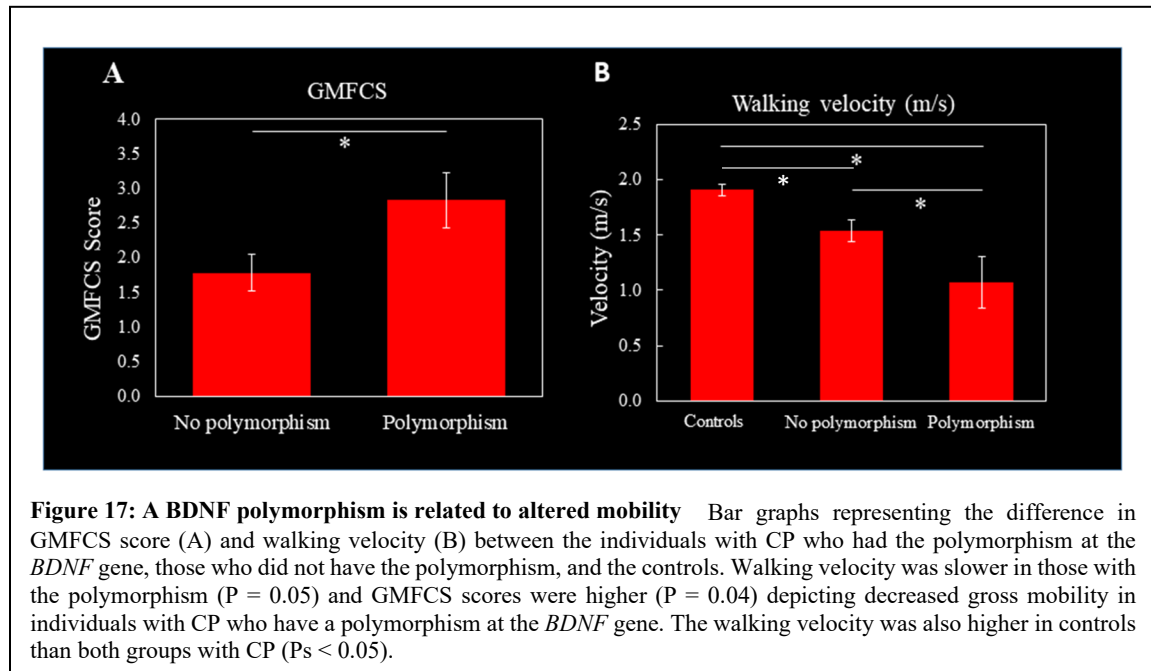 A
GMFCS
4.0
3.5
3.0
2.5
2.0
1.5
1.0
0.5
0.0
GMFCS Score
*
No polymorphism Polymorphism
B
Walking velocity (m/s)
2.5
2.0
1.5
1.0
0.5
0.0
Velocity (m/s)
*
*
*
Controls No polymorphism Polymorphism
Figure 17: A BDNF polymorphism is related to altered mobility Bar graphs representing the difference in
GMFCS score (A) and walking velocity (B) between the individuals with CP who had the polymorphism at the
BDNF gene, those who did not have the polymorphism, and the controls. Walking velocity was slower in those with
the polymorphism (P = 0.05) and GMFCS scores were higher (P = 0.04) depicting decreased gross mobility in
individuals with CP who have a polymorphism at the BDNF gene. The walking velocity was also higher in controls
than both groups with CP (Ps < 0.05).